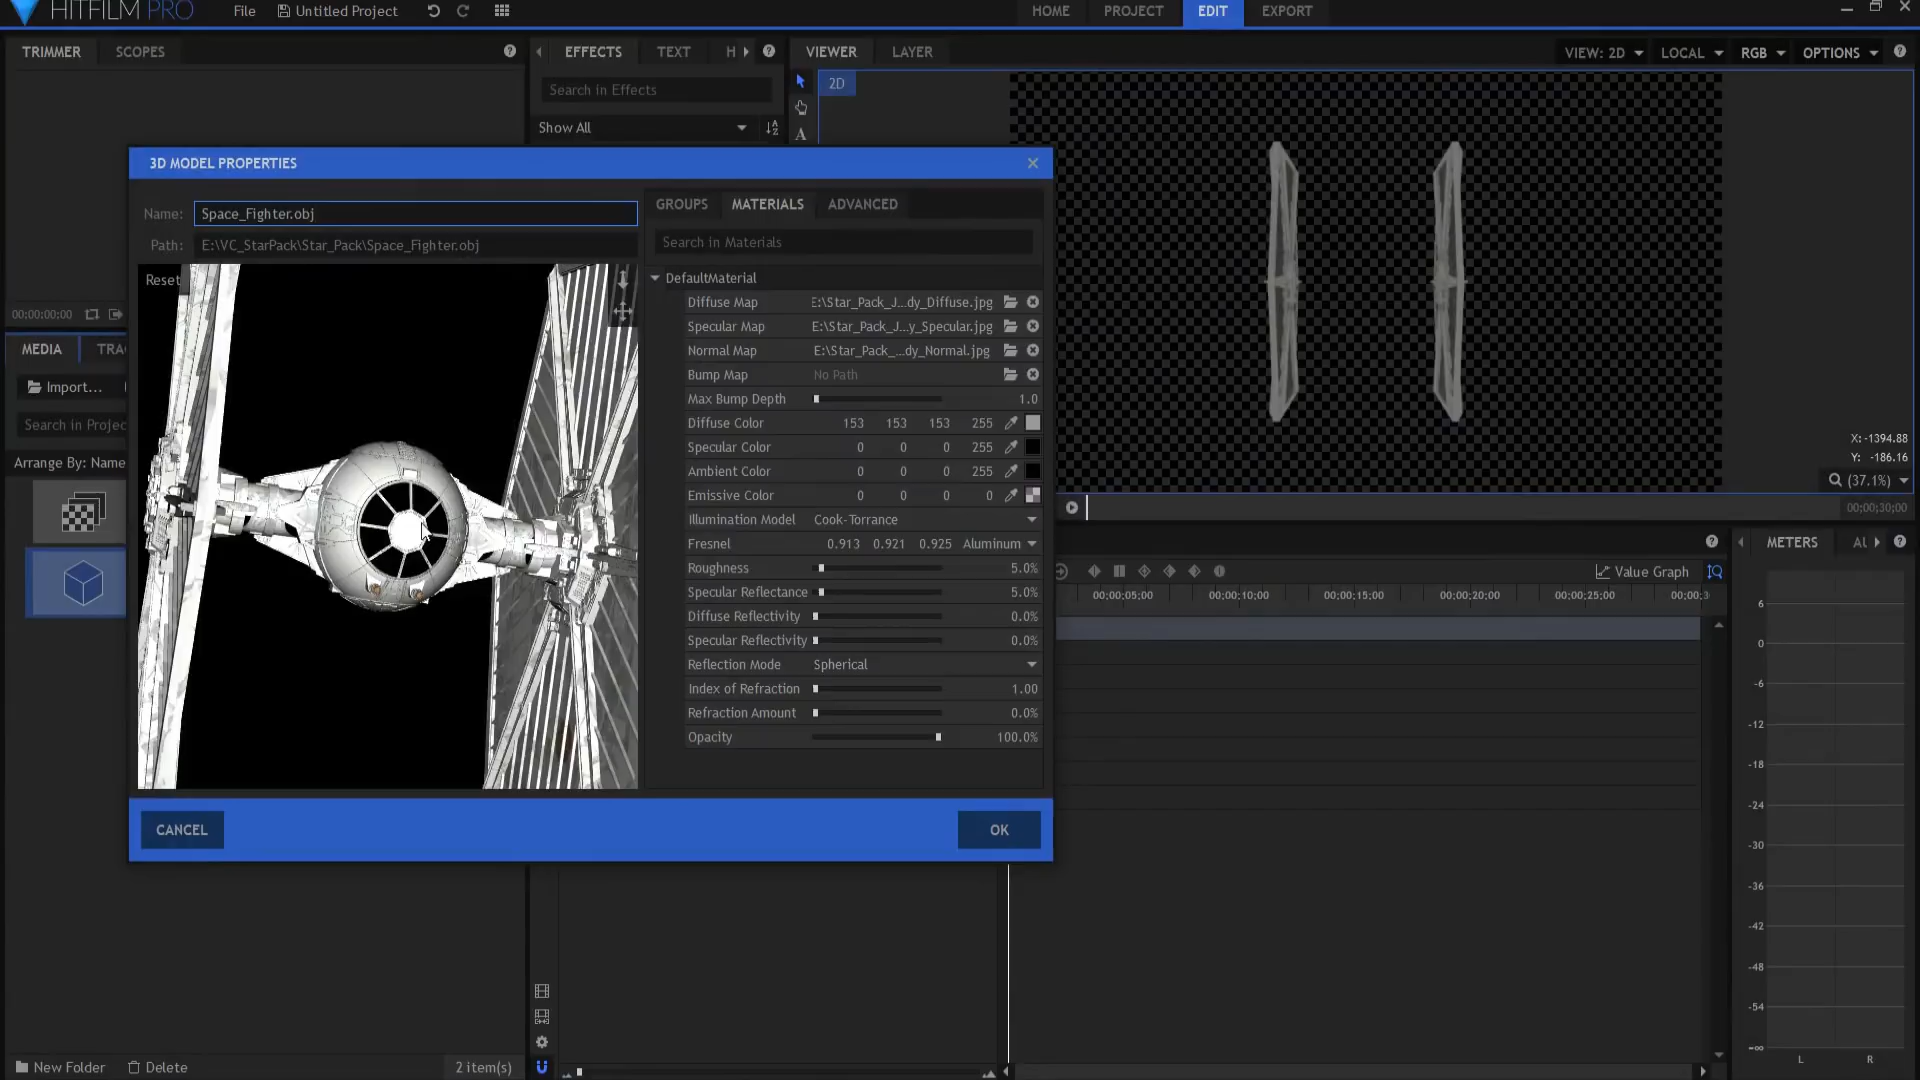 HITFILM PRO
File
Untitled Project
HOME
PROJECT
EDIT
EXPORT
TRIMMER
SCOPES
EFFECTS
TEXT
H
VIEWER
LAYER
VIEW: 2D
LOCAL
RGB
OPTIONS
Search in Effects
2D
Show All
A
3D MODEL PROPERTIES
Name:
Space_Fighter.obj
Path:
E:\VC_StarPack\Star_Pack\Space_Fighter.obj
Reset
GROUPS
MATERIALS
ADVANCED
Search in Materials
DefaultMaterial
Diffuse Map E:\Star_Pack_J...dy_Diffuse.jpg
Specular Map E:\Star_Pack_J...y_Specular.jpg
Normal Map E:\Star_Pack_...dy_Normal.jpg
Bump Map No Path
Max Bump Depth 1.0
Diffuse Color 153 153 153 255
Specular Color 0 0 0 255
Ambient Color 0 0 0 255
Emissive Color 0 0 0 0
Illumination Model Cook-Torrance
Fresnel 0.913 0.921 0.925 Aluminum
Roughness 5.0%
Specular Reflectance 5.0%
Diffuse Reflectivity 0.0%
Specular Reflectivity 0.0%
Reflection Mode Spherical
Index of Refraction 1.00
Refraction Amount 0.0%
Opacity 100.0%
CANCEL
OK
00:00:00:00
MEDIA
TRA
Import...
Search in Projec
Arrange By: Name
New Folder
Delete
2 item(s)
X: -1394.88
Y: -186.16
(37.1%)
00;00;30;00
METERS
AU
Value Graph
00;00;05;00
00;00;10;00
00;00;15;00
00;00;20;00
00;00;25;00
00;00;3
6
0
-6
-12
-18
-24
-30
-36
-42
-48
-54
-∞
L
R